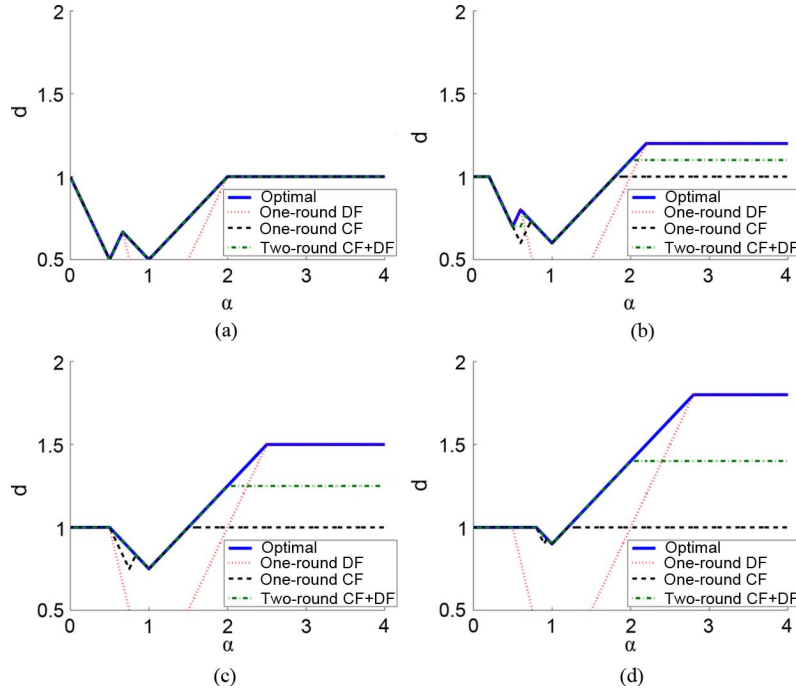 2
1.5
d
1
0.5
0 1 2 3 4
α
Optimal
One-round DF
One-round CF
Two-round CF+DF
(a)
2
1.5
d
1
0.5
0 1 2 3 4
α
Optimal
One-round DF
One-round CF
Two-round CF+DF
(b)
2
1.5
d
1
0.5
0 1 2 3 4
α
Optimal
One-round DF
One-round CF
Two-round CF+DF
(c)
2
1.5
d
1
0.5
0 1 2 3 4
α
Optimal
One-round DF
One-round CF
Two-round CF+DF
(d)